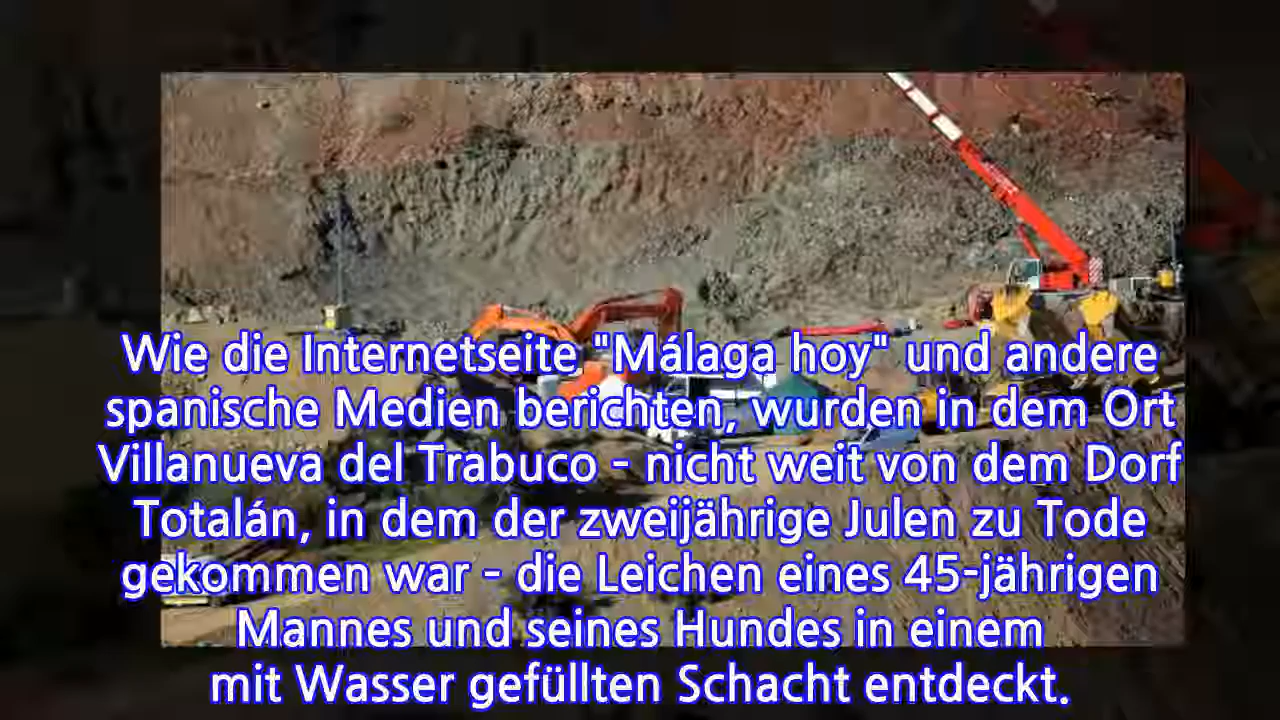 Wie die Internetseite "Málaga hoy" und andere
spanische Medien berichten, wurden in dem Ort
Villanueva del Trabuco - nicht weit von dem Dorf
Totalán, in dem der zweijährige Julen zu Tode
gekommen war - die Leichen eines 45-jährigen
Mannes und seines Hundes in einem
mit Wasser gefüllten Schacht entdeckt.